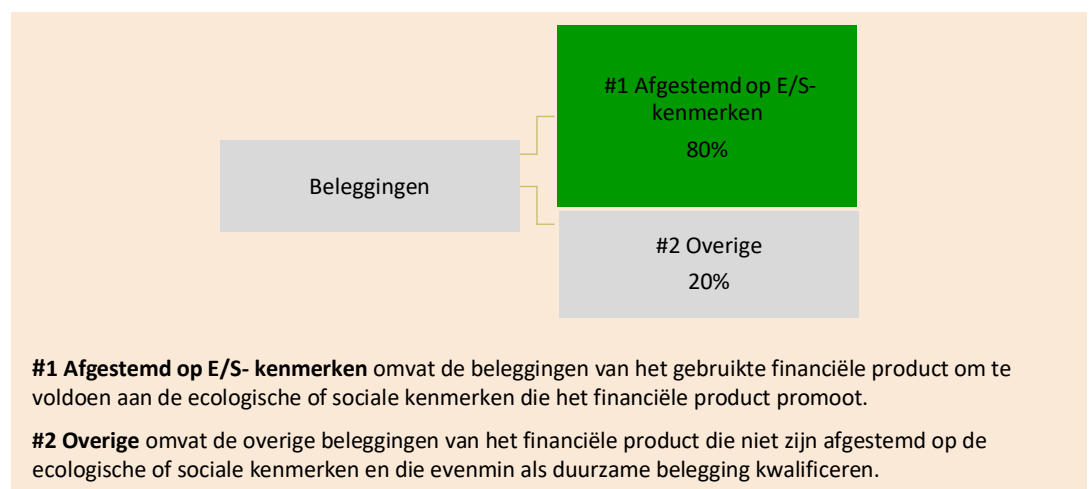 #1 Afgestemd op E/S-
kenmerken
80%
Beleggingen
#2 Overige
20%
#1 Afgestemd op E/S- kenmerken omvat de beleggingen van het gebruikte financiële product om te
voldoen aan de ecologische of sociale kenmerken die het financiële product promoot.
#2 Overige omvat de overige beleggingen van het financiële product die niet zijn afgestemd op de
ecologische of sociale kenmerken en die evenmin als duurzame belegging kwalificeren.